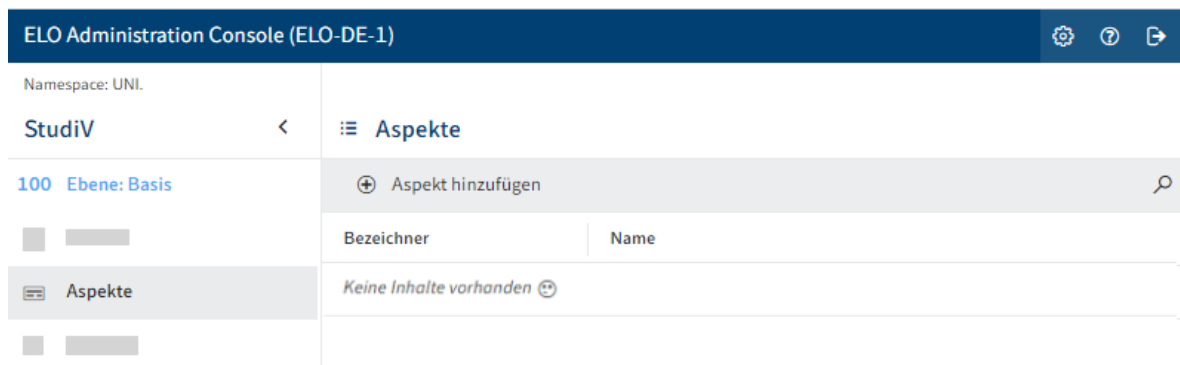 ELO Administration Console (ELO-DE-1)
Namespace: UNI.
StudiV
Aspekte
100 Ebene: Basis
Aspekt hinzufügen
Bezeichner Name
Aspekte
Keine Inhalte vorhanden